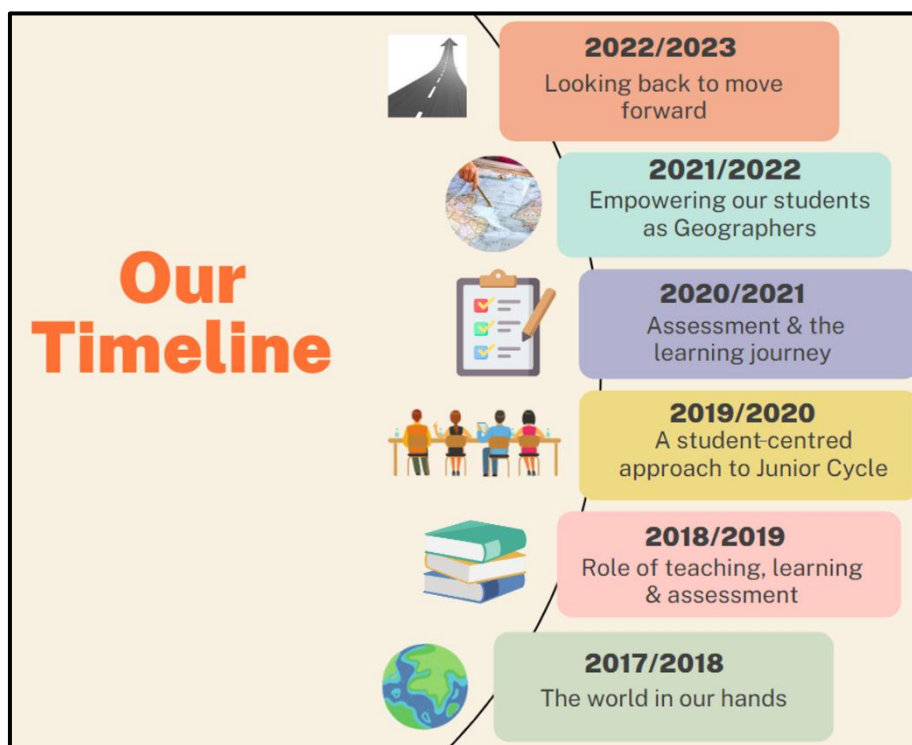 Our
Timeline
2022/2023
Looking back to move
forward
2021/2022
Empowering our students
as Geographers
2020/2021
Assessment & the
learning journey
2019/2020
A student-centred
approach to Junior Cycle
2018/2019
Role of teaching, learning
& assessment
2017/2018
The world in our hands